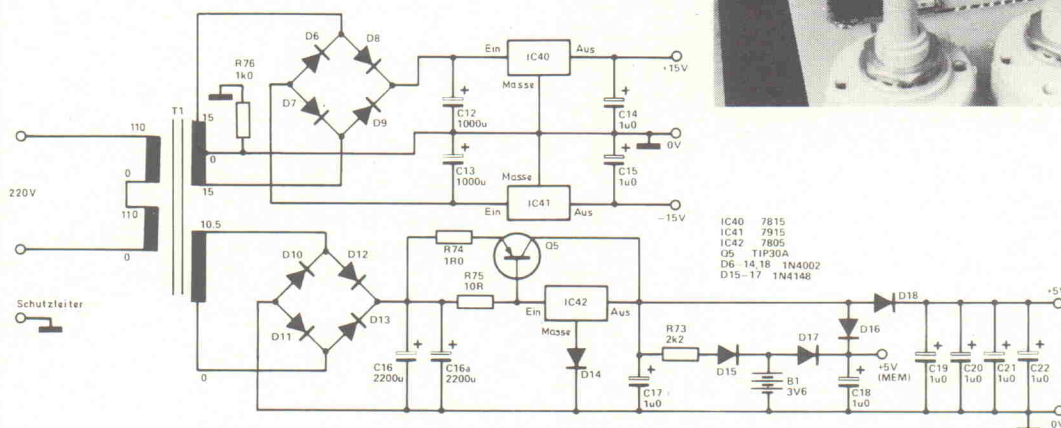 220V
110
0
110
0
T1
Schutzleiter
15
0
15
10.5
0
R76
1k0
D6
D8
D7
D9
C12
1000u
C13
1000u
Ein
IC40
Aus
Masse
Masse
Ein
IC41
Aus
C14
1u0
C15
1u0
+15V
0V
-15V
D10
D12
D11
D13
C16
2200u
C16a
2200u
R74
1R0
R75
10R
Q5
Ein
IC42
Aus
Masse
D14
C17
1u0
R73
2k2
D15
B1
3V6
D17
D16
D18
+5V
(MEM)
C18
1u0
C19
1u0
C20
1u0
C21
1u0
C22
1u0
+5V
0V
IC40 7815
IC41 7915
IC42 7805
Q5 TIP30A
D6-14,18 1N4002
D15-17 1N4148